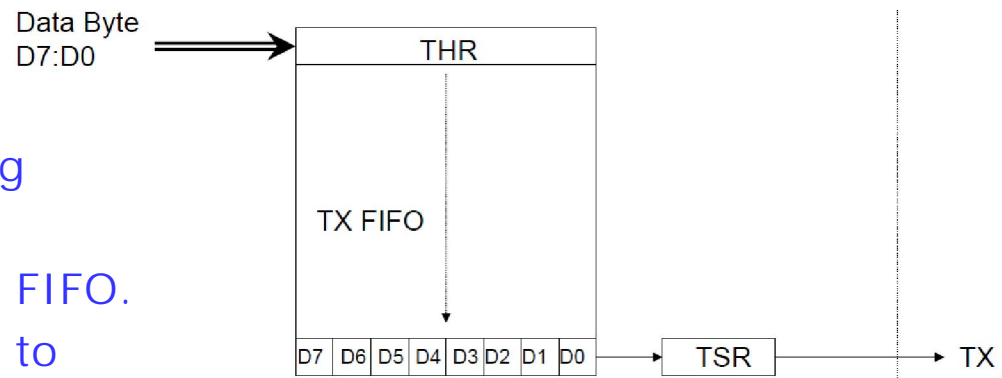 Data Byte
D7:D0
THR
g
TX FIFO
FIFO.
to
D7 D6 D5 D4 D3 D2 D1 D0
TSR
TX